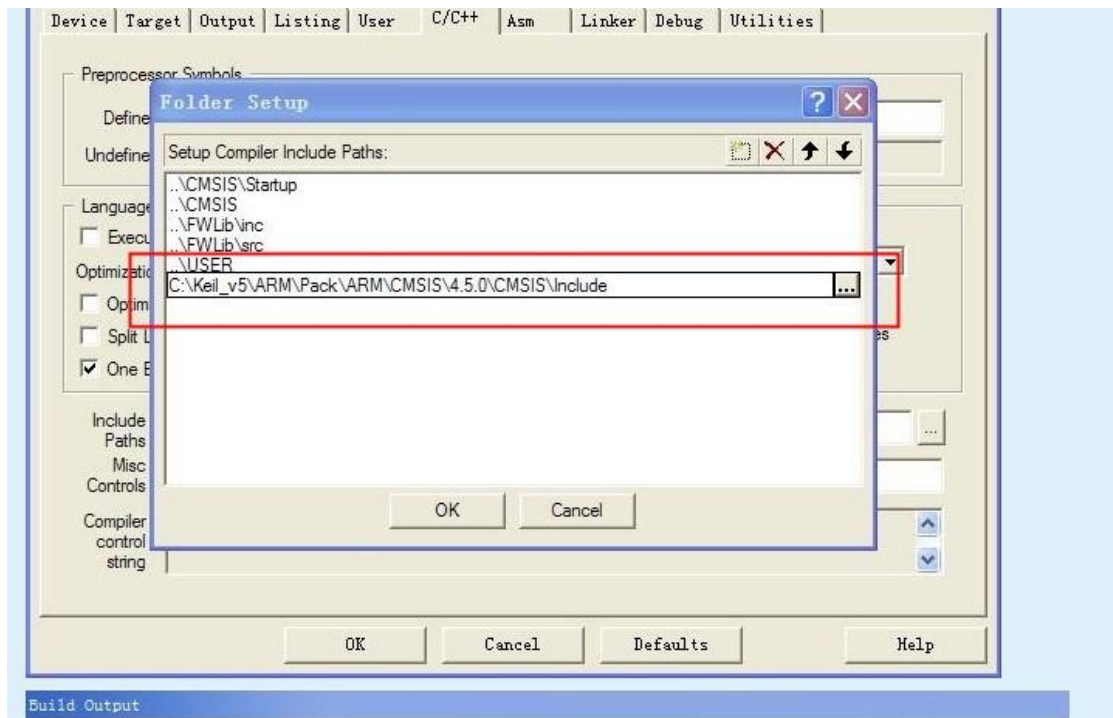 Device Target Output Listing User C/C++ Asm Linker Debug Utilities
Preprocessor Symbols
Folder Setup
Define
Undefine
Setup Compiler Include Paths:
..\CMSIS\Startup
..\CMSIS
..\FWLib\inc
..\FWLib\src
..\USER
C:\Keil_v5\ARM\Pack\ARM\CMSIS\4.5.0\CMSIS\Include
...
Language
Optim
Split L
One E
Include
Paths
...
Misc
Controls
OK Cancel
Compiler
control
string
OK Cancel Defaults Help
Build Output